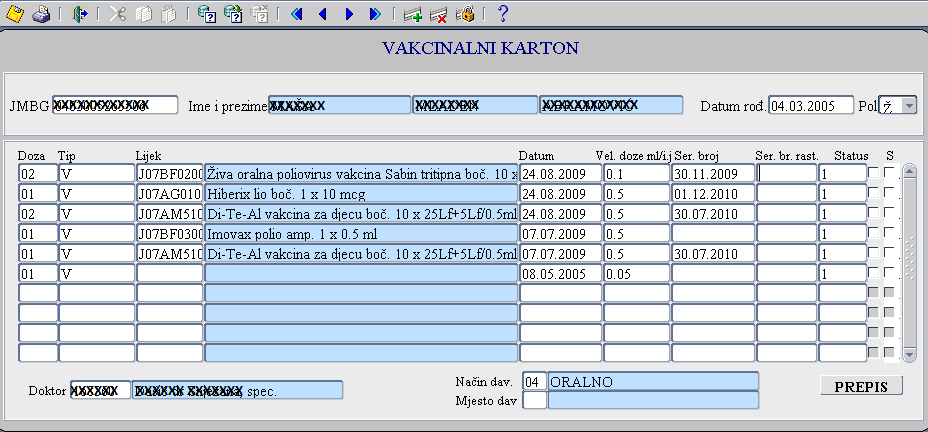 VAKCINALNI KARTON
JMBG Ime i prezime Datum rođ. 04.03.2005 Pol Ž
Doza Tip Lijek Datum Vel. doze ml/i.j Ser. broj Ser. br. rast. Status S
02 V J07BF0200 Živa oralna poliovirus vakcina Sabin tritipna boč. 10 x 24.08.2009 0.1 30.11.2009 1
01 V J07AG010 Hiberix lio boč. 1 x 10 mcg 24.08.2009 0.5 01.12.2010 1
02 V J07AM510 Di-Te-Al vakcina za djecu boč. 10 x 25Lf+5Lf/0.5ml 24.08.2009 0.5 30.07.2010 1
01 V J07BF0300 Imovax polio amp. 1 x 0.5 ml 07.07.2009 0.5 1
01 V J07AM510 Di-Te-Al vakcina za djecu boč. 10 x 25Lf+5Lf/0.5ml 07.07.2009 0.5 30.07.2010 1
01 V 08.05.2005 0.05 1
Doktor spec. Način dav. 04 ORALNO PREPIS
Mjesto dav